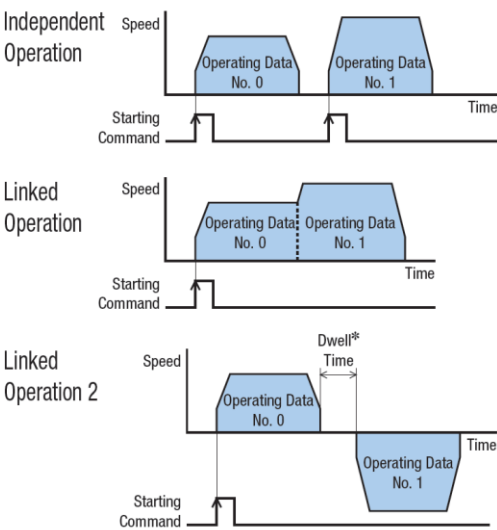 Independent
Operation
Speed
Operating Data
No. 0
Operating Data
No. 1
Time
Starting
Command
Linked
Operation
Speed
Operating Data
No. 0
Operating Data
No. 1
Time
Starting
Command
Linked
Operation 2
Speed
Dwell*
Time
Operating Data
No. 0
Time
Operating Data
No. 1
Starting
Command